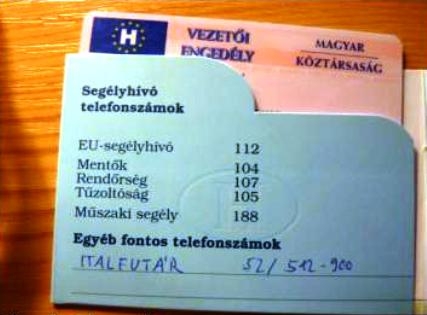 H
VEZETŐI
ENGEDÉLY
MAGYAR
KÖZTÁRSASÁG
Segélyhívó
telefonszámok
EU-segélyhívó 112
Mentők 104
Rendőrség 107
Tűzoltóság 105
Műszaki segély 188
Egyéb fontos telefonszámok
ITALFUTÁR 52/ 512-900